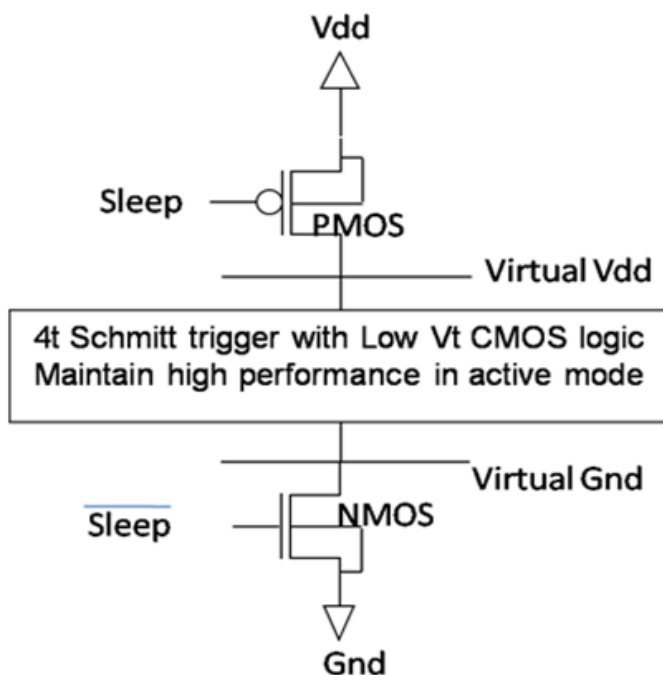 Vdd
Sleep
PMOS
Virtual Vdd
4t Schmitt trigger with Low Vt CMOS logic
Maintain high performance in active mode
Virtual Gnd
NMOS
Sleep
Gnd